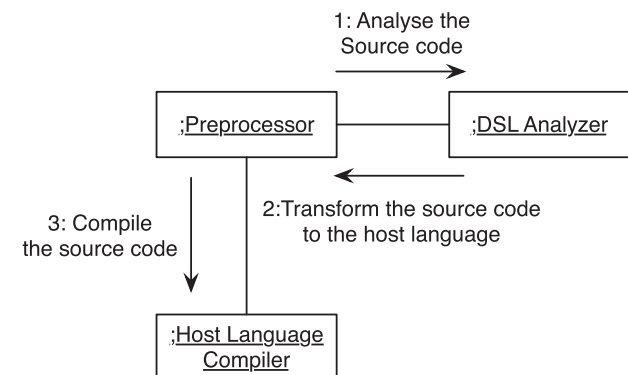 1: Analyse the
Source code
;Preprocessor
;DSL Analyzer
2:Transform the source code
to the host language
3: Compile
the source code
;Host Language
Compiler